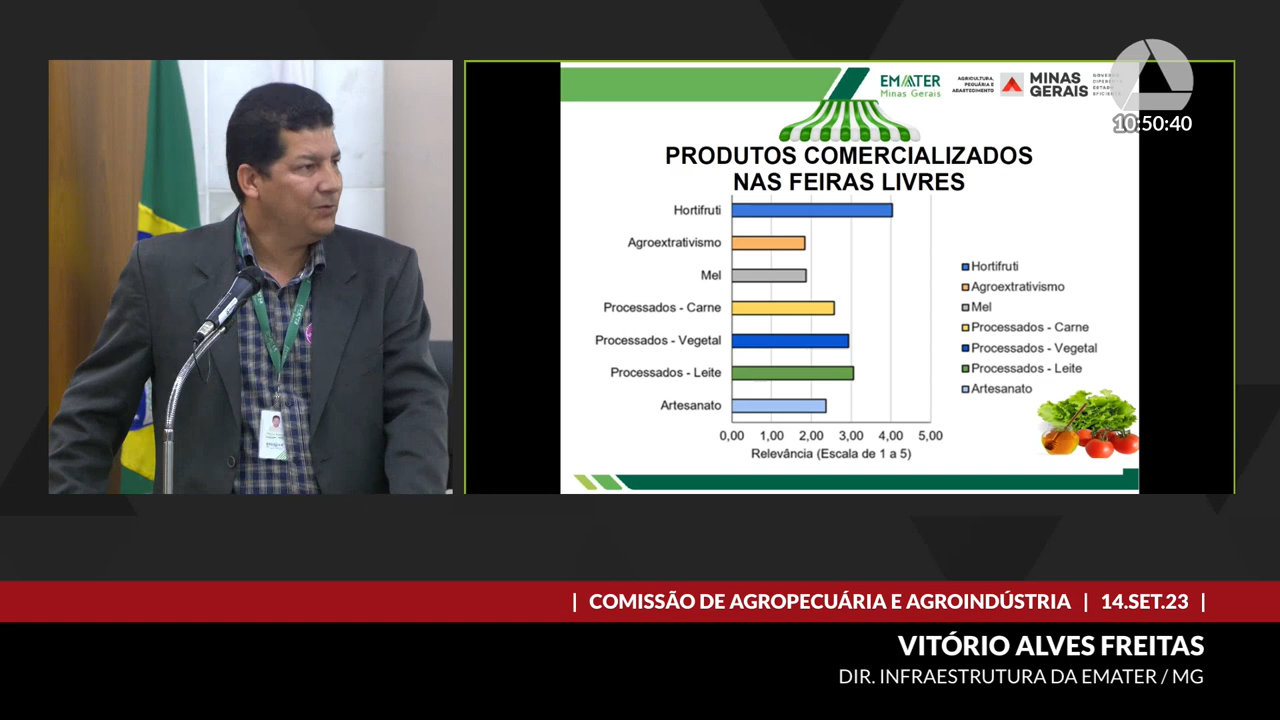 EMATER
Minas Gerais
AGRICULTURA,
PECUÁRIA E
ABASTECIMENTO
MINAS
GERAIS
10:50:40
PRODUTOS COMERCIALIZADOS
NAS FEIRAS LIVRES
Hortifruti
Agroextrativismo
Mel
Processados - Carne
Processados - Vegetal
Processados - Leite
Artesanato
0,00 1,00 2,00 3,00 4,00 5,00
Relevância (Escala de 1 a 5)
Hortifruti
Agroextrativismo
Mel
Processados - Carne
Processados - Vegetal
Processados - Leite
Artesanato
| COMISSÃO DE AGROPECUÁRIA E AGROINDÚSTRIA | 14.SET.23 |
VITÓRIO ALVES FREITAS
DIR. INFRAESTRUTURA DA EMATER / MG